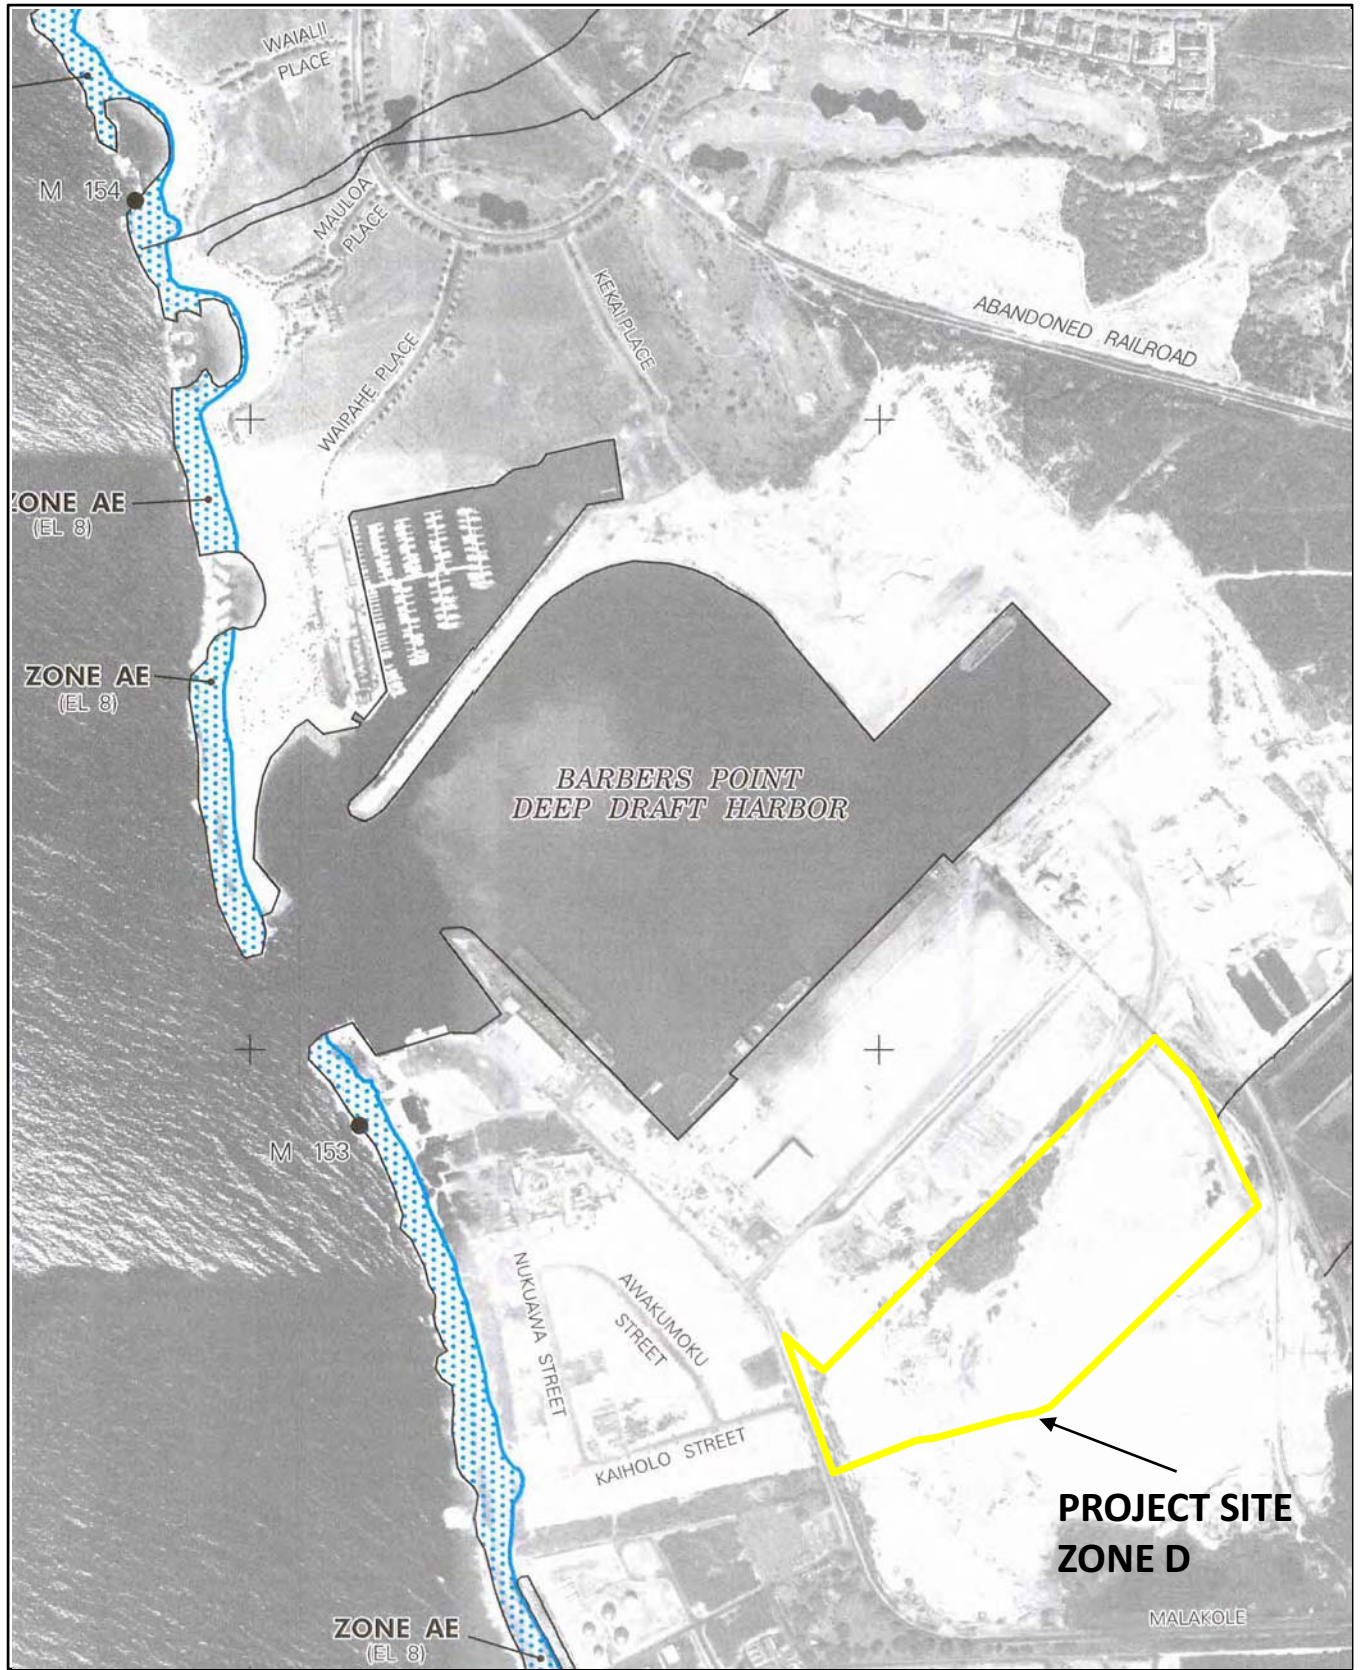 WAIALII
PLACE
M 154
MAULOA
PLACE
KEKAI PLACE
ABANDONED RAILROAD
WAIPAHE PLACE
ZONE AE
(EL 8)
ZONE AE
(EL 8)
BARBERS POINT
DEEP DRAFT HARBOR
M 153
NUKUAWA STREET
AWAKUMOKU
STREET
KAIHOLO STREET
PROJECT SITE
ZONE D
ZONE AE
(EL 8)
MALAKOLE